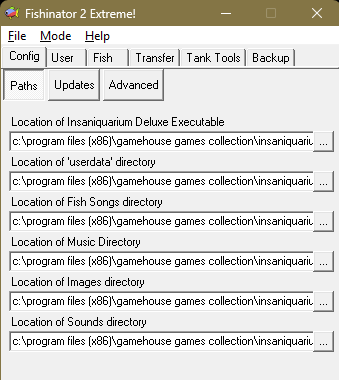 Fishinator 2 Extreme!
File Mode Help
Config User Fish Transfer Tank Tools Backup
Paths Updates Advanced
Location of Insaniquarium Deluxe Executable
c:\program files (x86)\gamehouse games collection\insaniquariu ...
Location of 'userdata' directory
c:\program files (x86)\gamehouse games collection\insaniquariu ...
Location of Fish Songs directory
c:\program files (x86)\gamehouse games collection\insaniquariu ...
Location of Music Directory
c:\program files (x86)\gamehouse games collection\insaniquariu ...
Location of Images directory
c:\program files (x86)\gamehouse games collection\insaniquariu ...
Location of Sounds directory
c:\program files (x86)\gamehouse games collection\insaniquariu ...